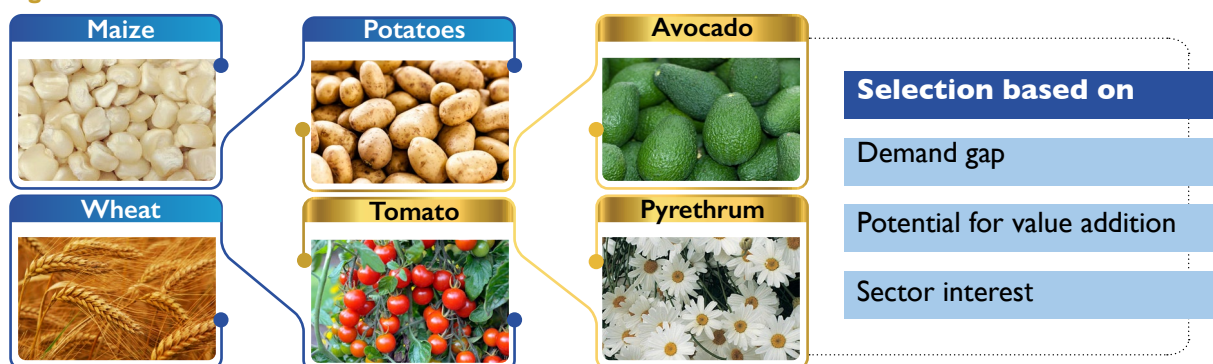 Maize
Potatoes
Avocado
Wheat
Tomato
Pyrethrum
Selection based on
Demand gap
Potential for value addition
Sector interest